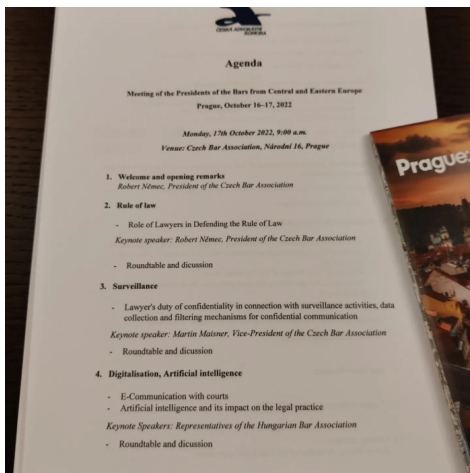 ČESKÁ ADVOKÁTNÍ
KOMORA
Agenda
Meeting of the Presidents of the Bars from Central and Eastern Europe
Prague, October 16-17, 2022
Monday, 17th October 2022, 9:00 a.m.
Venue: Czech Bar Association, Národní 16, Prague
1. Welcome and opening remarks
Robert Němec, President of the Czech Bar Association
2. Rule of law
- Role of Lawyers in Defending the Rule of Law
Keynote speaker: Robert Němec, President of the Czech Bar Association
- Roundtable and dicussion
3. Surveillance
- Lawyer's duty of confidentiality in connection with surveillance activities, data
collection and filtering mechanisms for confidential communication
Keynote speaker: Martin Maisner, Vice-President of the Czech Bar Association
- Roundtable and dicussion
4. Digitalisation, Artificial intelligence
- E-Communication with courts
- Artificial intelligence and its impact on the legal practice
Keynote Speakers: Representatives of the Hungarian Bar Association
- Roundtable and dicussion
Prague: